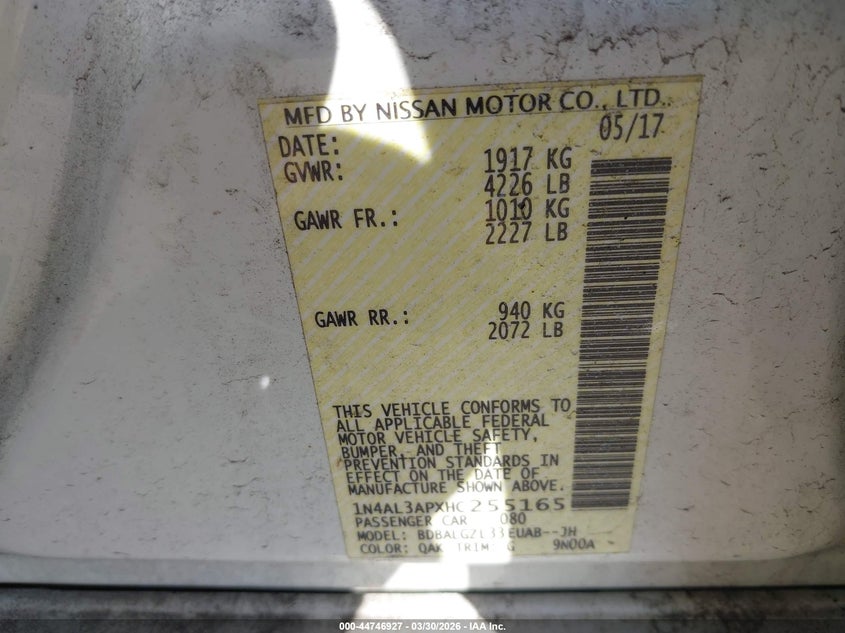 MFD BY NISSAN MOTOR CO., LTD.
DATE: 05/17
GVWR: 1917 KG
4226 LB
GAWR FR.: 1010 KG
2227 LB
GAWR RR.: 940 KG
2072 LB
THIS VEHICLE CONFORMS TO
ALL APPLICABLE FEDERAL
MOTOR VEHICLE SAFETY,
BUMPER, AND THEFT
PREVENTION STANDARDS IN
EFFECT ON THE DATE OF
MANUFACTURE SHOWN ABOVE.
1N4AL3APXHC255165
PASSENGER CAR 080
MODEL: BDBALGZL33EUAB--JH
COLOR: QAK TRIM: G 9N00A
000-44746927 - 03/30/2026 - IAA Inc.